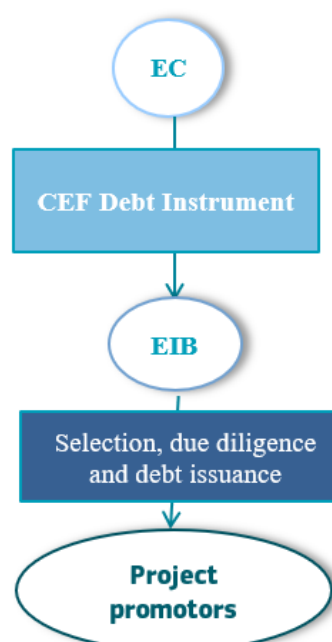 EC
CEF Debt Instrument
EIB
Selection, due diligence
and debt issuance
Project
promotors